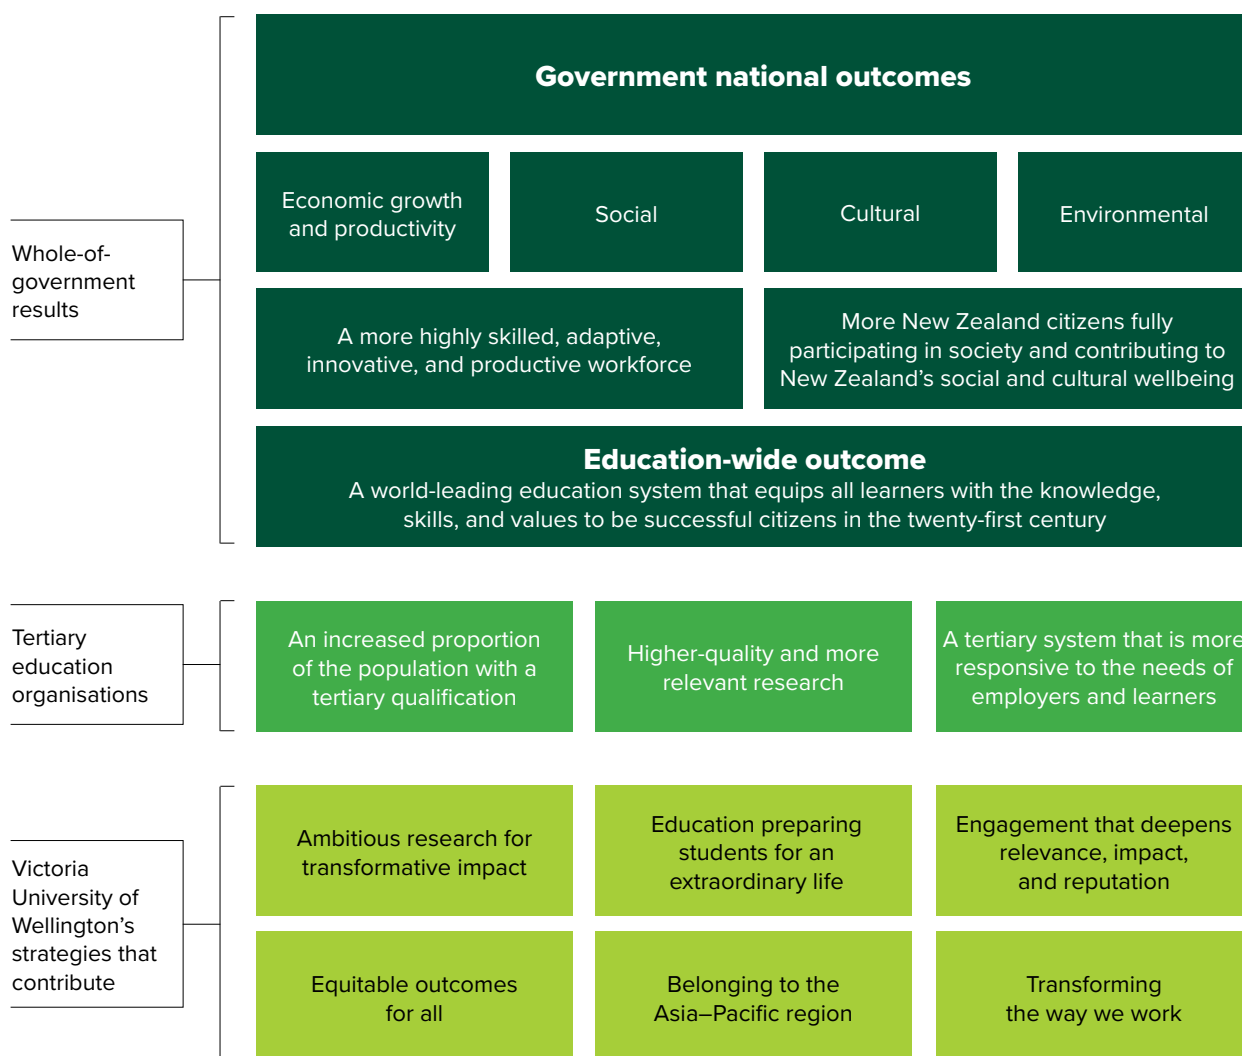 Government national outcomes
Economic growth
and productivity
Social
Cultural
Environmental
Whole-of-
government
results
A more highly skilled, adaptive,
innovative, and productive workforce
More New Zealand citizens fully
participating in society and contributing to
New Zealand’s social and cultural wellbeing
Education-wide outcome
A world-leading education system that equips all learners with the knowledge,
skills, and values to be successful citizens in the twenty-first century
Tertiary
education
organisations
An increased proportion
of the population with a
tertiary qualification
Higher-quality and more
relevant research
A tertiary system that is more
responsive to the needs of
employers and learners
Victoria
University of
Wellington’s
strategies that
contribute
Ambitious research for
transformative impact
Education preparing
students for an
extraordinary life
Engagement that deepens
relevance, impact,
and reputation
Equitable outcomes
for all
Belonging to the
Asia–Pacific region
Transforming
the way we work